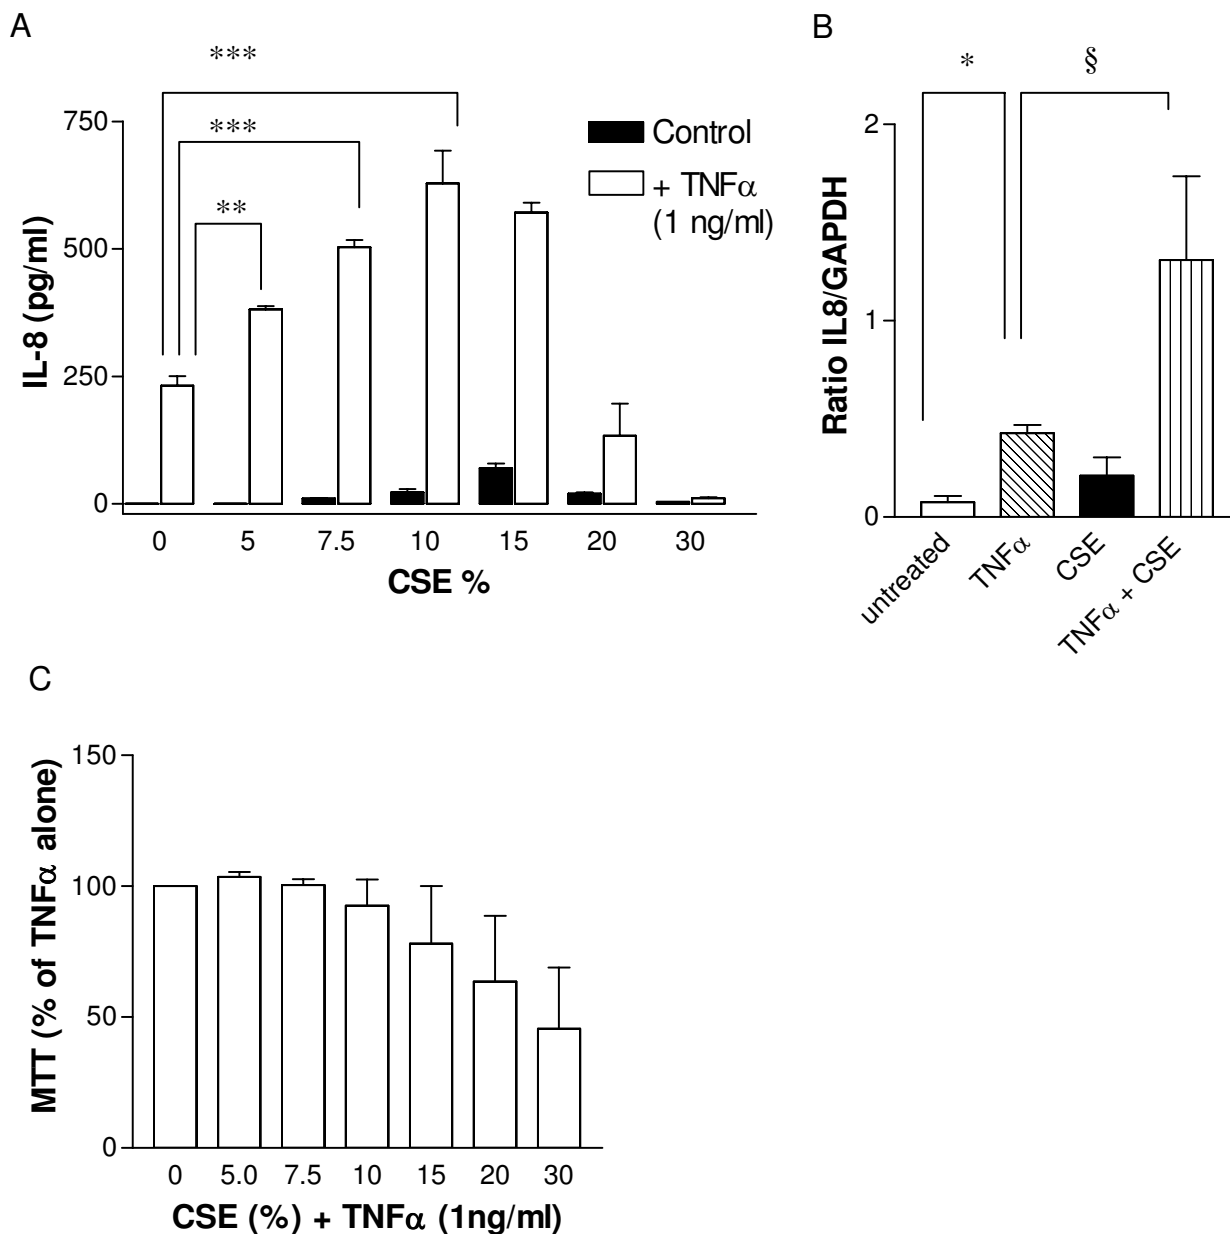 A
***
***
**
750
500
250
0
IL-8 (pg/ml)
0 5 7.5 10 15 20 30
CSE %
Control
+ TNFα
(1 ng/ml)
B
*
§
2
1
0
Ratio IL8/GAPDH
untreated
TNFα
CSE
TNFα + CSE
C
150
100
50
0
MTT (% of TNFα alone)
0 5.0 7.5 10 15 20 30
CSE (%) + TNFα (1ng/ml)